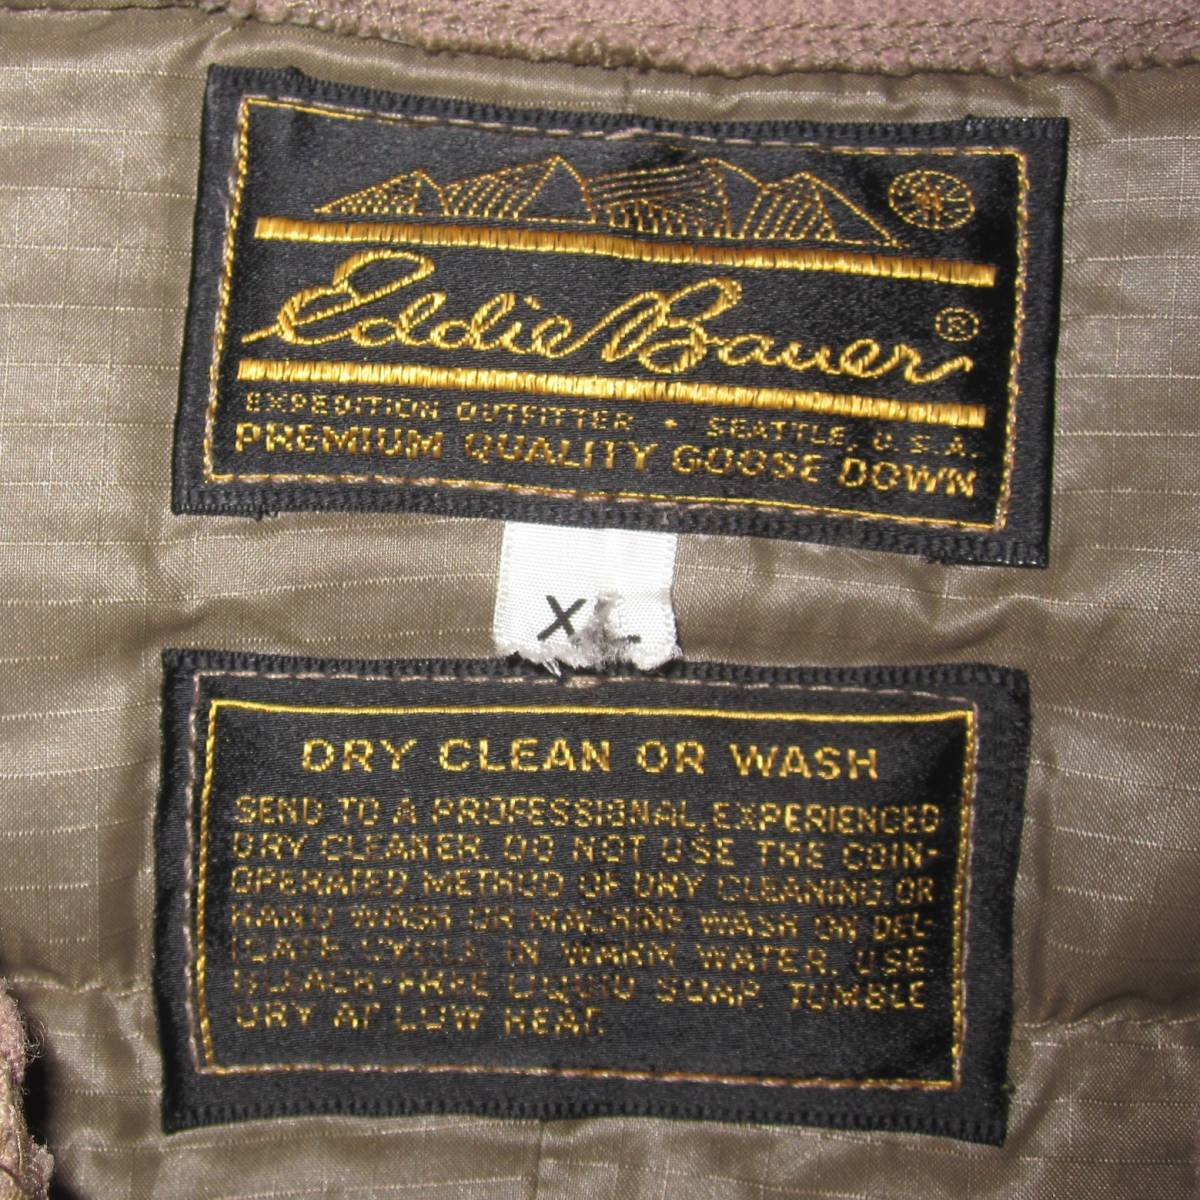 Eddie Bauer ®
EXPEDITION OUTFITTER • SEATTLE, U.S.A.
PREMIUM QUALITY GOOSE DOWN
XL
DRY CLEAN OR WASH
SEND TO A PROFESSIONAL, EXPERIENCED
DRY CLEANER. DO NOT USE THE COIN-
OPERATED METHOD OF DRY CLEANING. OR
HAND WASH OR MACHINE WASH ON DEL-
ICATE CYCLE IN WARM WATER. USE
BLEACH-FREE LIQUID SOAP. TUMBLE
DRY AT LOW HEAT.